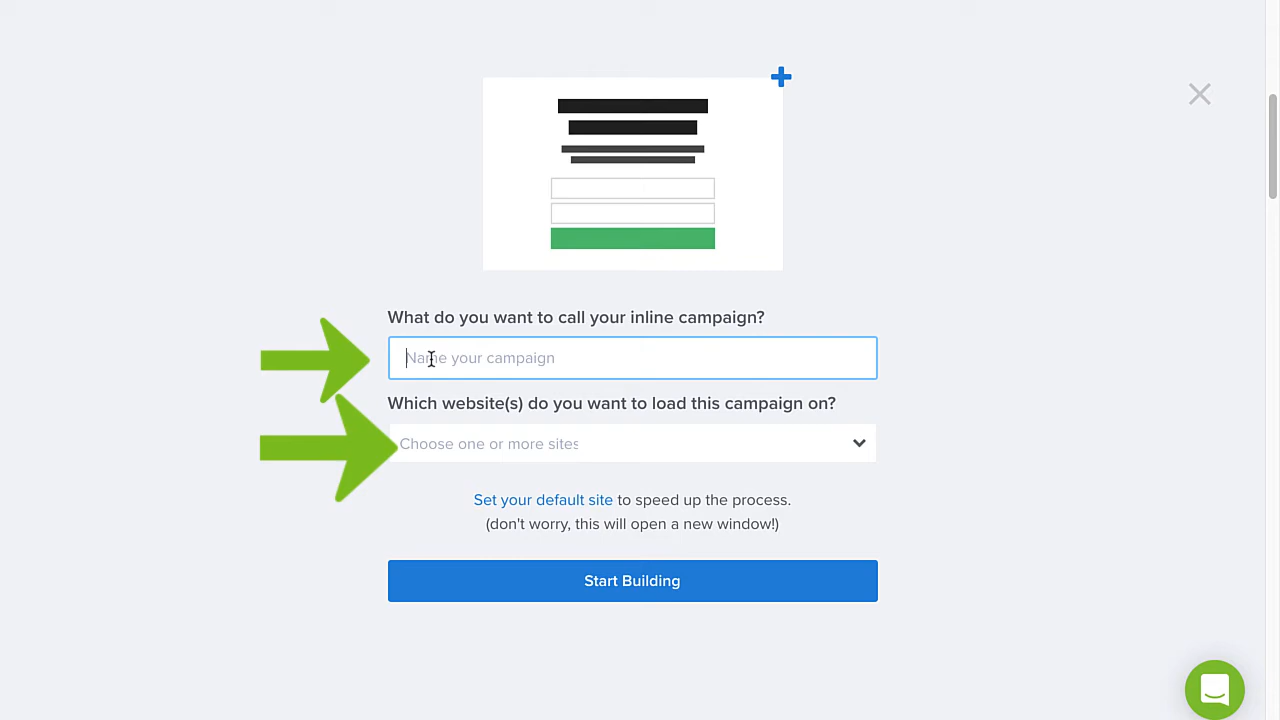 What do you want to call your inline campaign?
Name your campaign
Which website(s) do you want to load this campaign on?
Choose one or more sites
Set your default site to speed up the process.
(don't worry, this will open a new window!)
Start Building